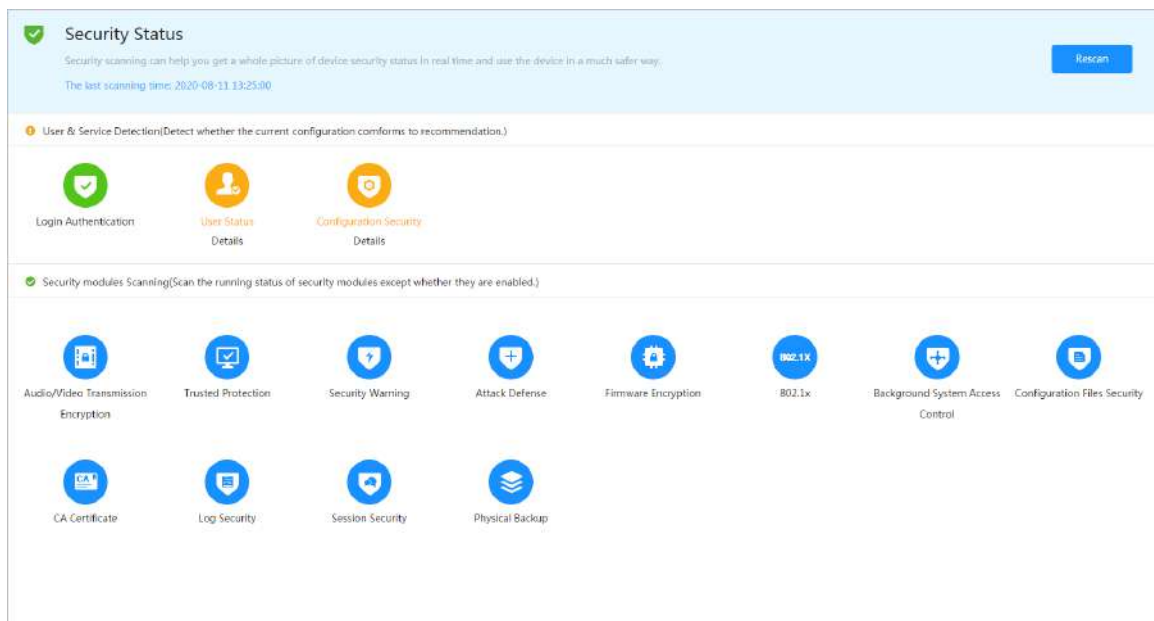 Security Status
Security scanning can help you get a whole picture of device security status in real time and use the device in a much safer way.
The last scanning time: 2020-08-11 13:25:00
Rescan
User & Service Detection(Detect whether the current configuration comforms to recommendation.)
Login Authentication
User Status
Configuration Security
Details
Details
Security modules Scanning(Scan the running status of security modules except whether they are enabled.)
802.1X
Audio/Video Transmission
Encryption
Trusted Protection
Security Warning
Attack Defense
Firmware Encryption
802.1x
Background System Access
Control
Configuration Files Security
CA
CA Certificate
Log Security
Session Security
Physical Backup